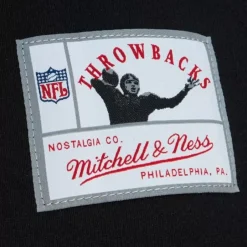 THROWBACKS
NFL
NOSTALGIA CO.
Mitchell & Ness
PHILADELPHIA, PA.